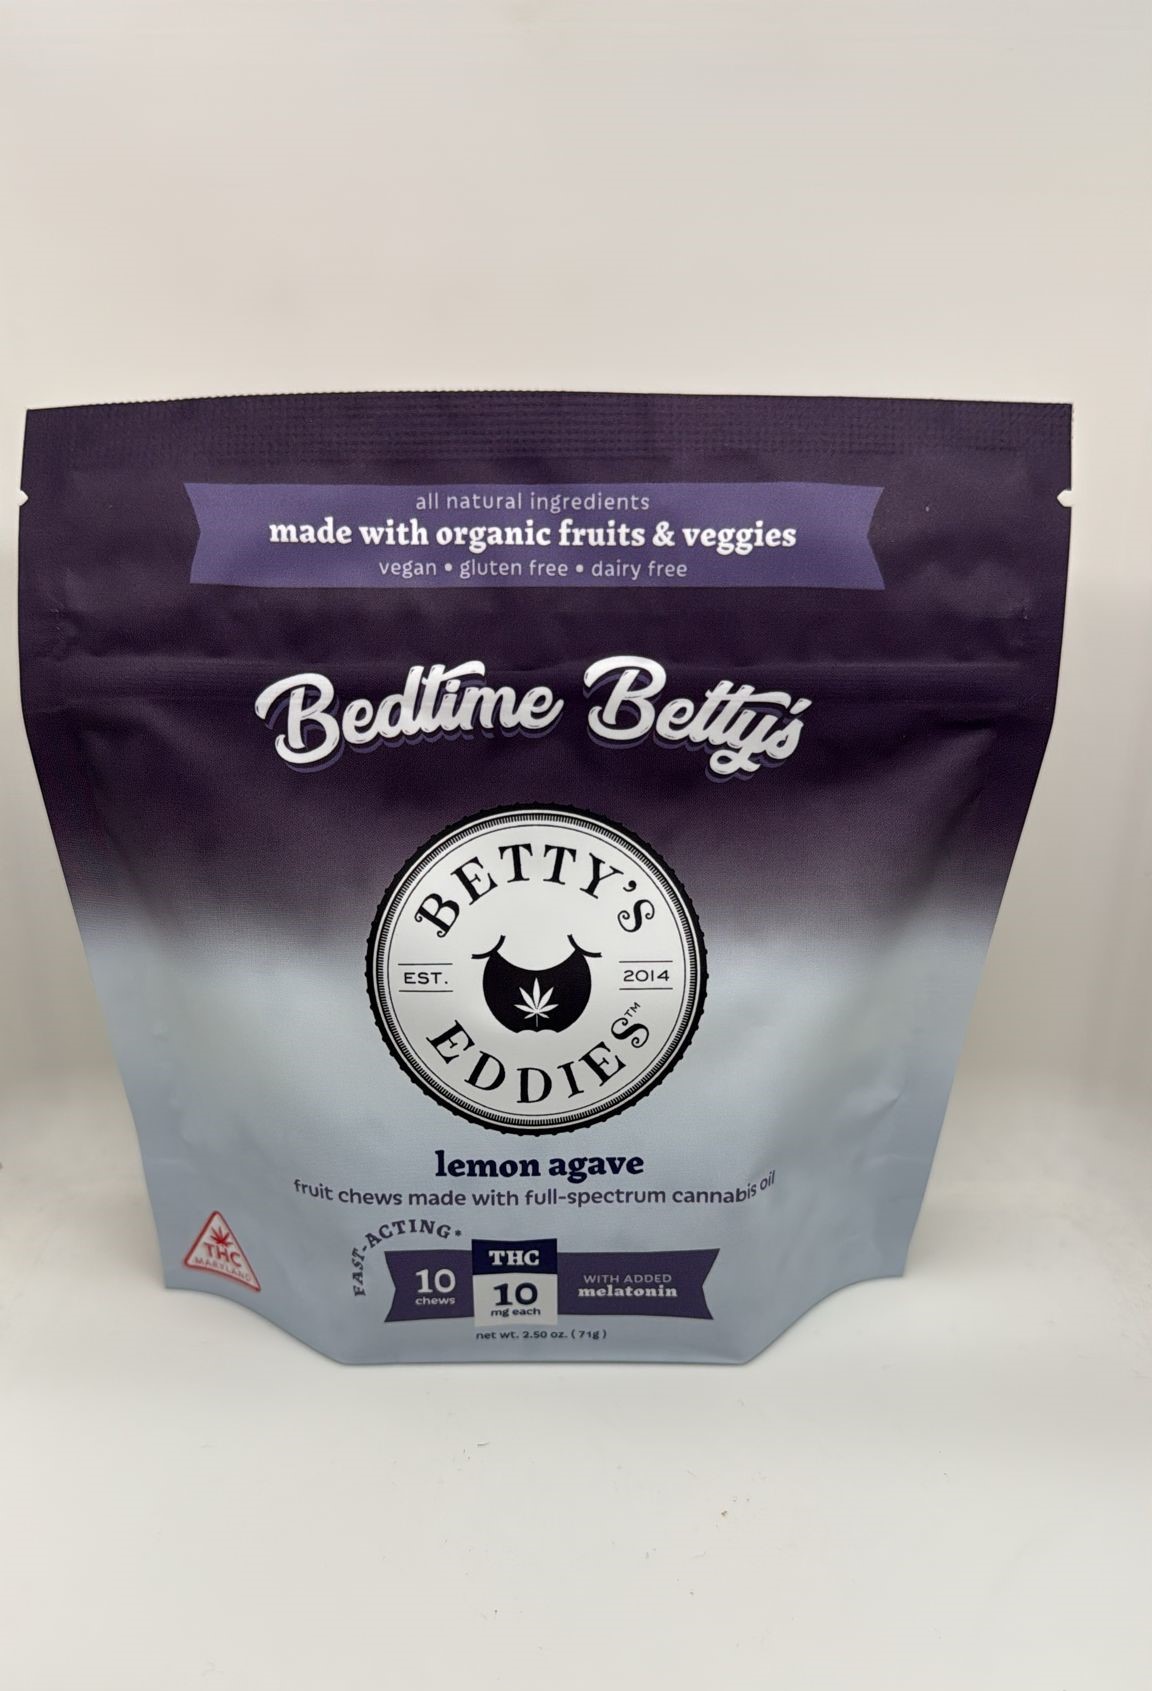 all natural ingredients
made with organic fruits & veggies
vegan • gluten free • dairy free
Bedtime Betty's
BETTY'S
EST. 2014
EDDIES™
lemon agave
fruit chews made with full-spectrum cannabis oil
FAST-ACTING*
THC
MARYLAND
10
chews
THC
10
mg each
WITH ADDED
melatonin
net wt. 2.50 oz. (71g)